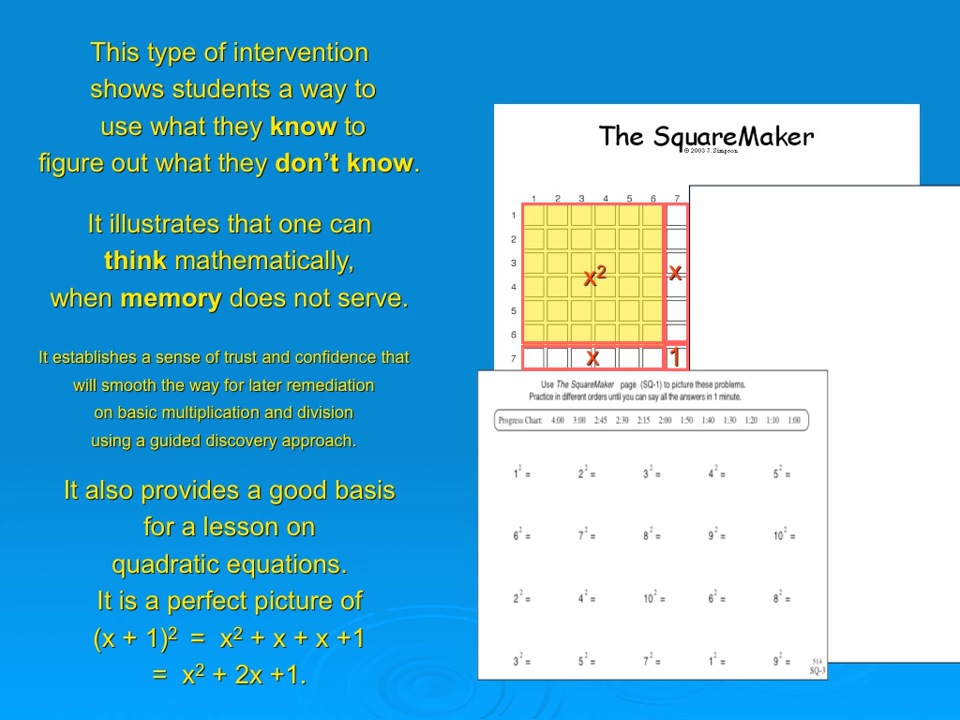 This type of intervention
shows students a way to
use what they know to
figure out what they don't know.
It illustrates that one can
think mathematically,
when memory does not serve.
It establishes a sense of trust and confidence that
will smooth the way for later remediation
on basic multiplication and division
using a guided discovery approach.
It also provides a good basis
for a lesson on
quadratic equations.
It is a perfect picture of
(x + 1)² = x² + x + x +1
= x² + 2x +1.
The SquareMaker
© 2003 J. Simpson
1 2 3 4 5 6 7
1
2
3
x² x
4
5
6
7 x 1
Use The SquareMaker page (SQ-1) to picture these problems.
Practice in different orders until you can say all the answers in 1 minute.
Progress Chart: 4:00 3:00 2:45 2:30 2:15 2:00 1:50 1:40 1:30 1:20 1:10 1:00
1² = 2² = 3² = 4² = 5² =
6² = 7² = 8² = 9² = 10² =
2² = 4² = 10² = 6² = 8² =
3² = 5² = 7² = 1² = 9² =
514
SQ-3